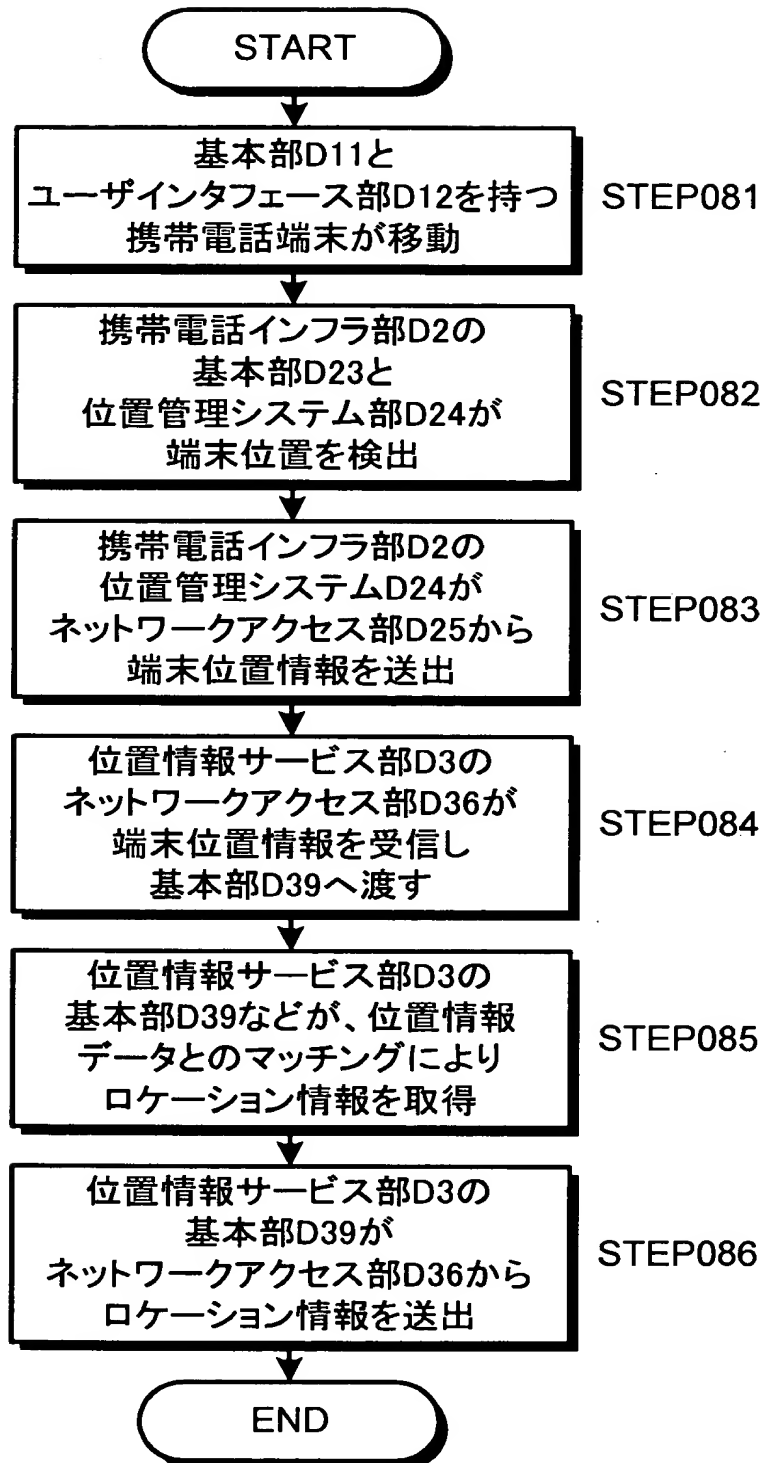 START
基本部D11と
ユーザインタフェース部D12を持つ
携帯電話端末が移動
STEP081
携帯電話インフラ部D2の
基本部D23と
位置管理システム部D24が
端末位置を検出
STEP082
携帯電話インフラ部D2の
位置管理システムD24が
ネットワークアクセス部D25から
端末位置情報を送出
STEP083
位置情報サービス部D3の
ネットワークアクセス部D36が
端末位置情報を受信し
基本部D39へ渡す
STEP084
位置情報サービス部D3の
基本部D39などが、位置情報
データとのマッチングにより
ロケーション情報を取得
STEP085
位置情報サービス部D3の
基本部D39が
ネットワークアクセス部D36から
ロケーション情報を送出
STEP086
END